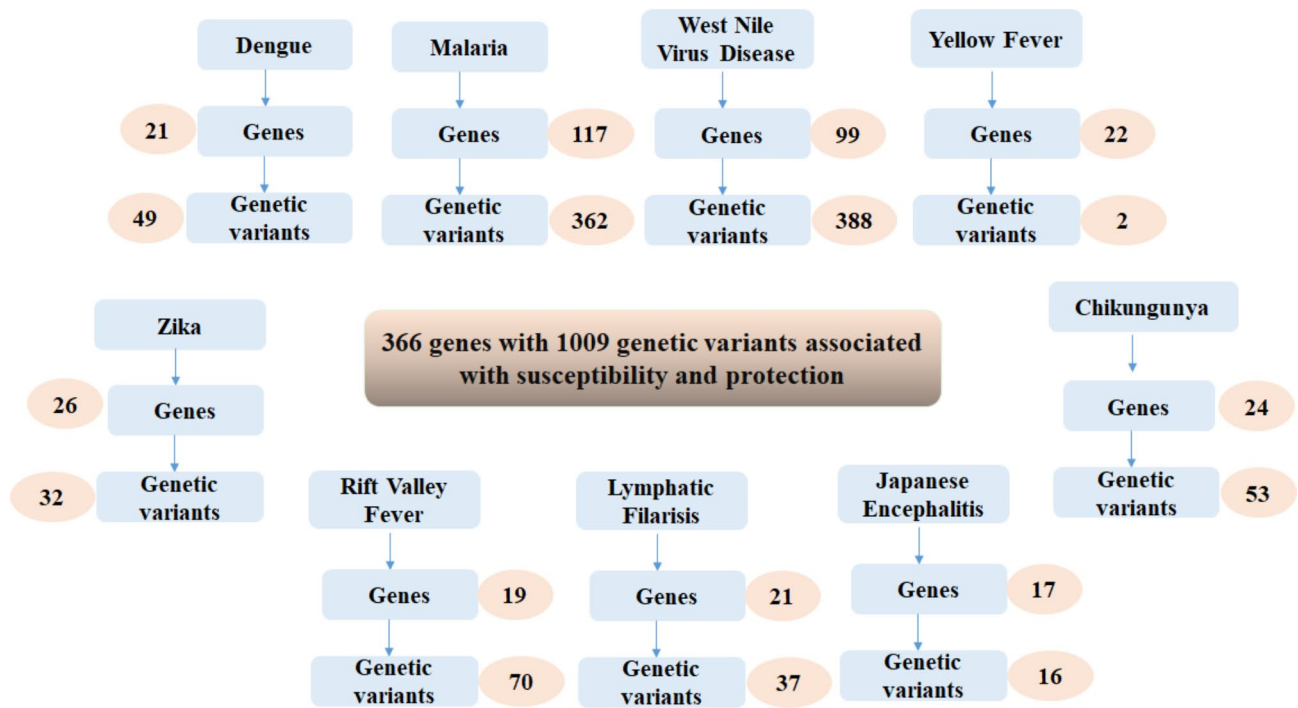 Dengue
21
Genes
49
Genetic
variants
Malaria
Genes
117
Genetic
variants
362
West Nile
Virus Disease
Genes
99
Genetic
variants
388
Yellow Fever
Genes
22
Genetic
variants
2
Zika
26
Genes
32
Genetic
variants
366 genes with 1009 genetic variants associated
with susceptibility and protection
Chikungunya
Genes
24
Genetic
variants
53
Rift Valley
Fever
Genes
19
Genetic
variants
70
Lymphatic
Filarisis
Genes
21
Genetic
variants
37
Japanese
Encephalitis
Genes
17
Genetic
variants
16